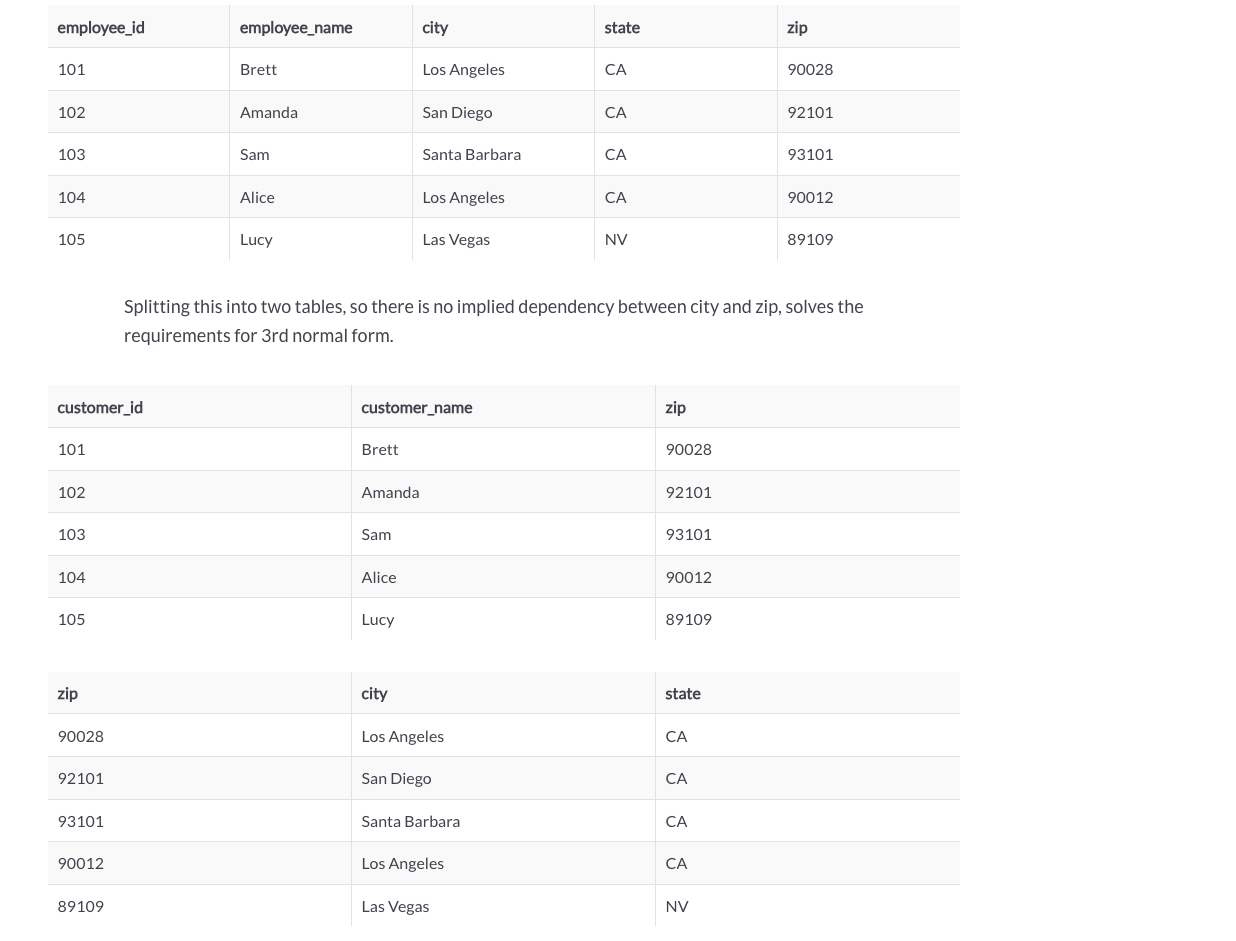 employee_id employee_name city state zip
101 Brett Los Angeles CA 90028
102 Amanda San Diego CA 92101
103 Sam Santa Barbara CA 93101
104 Alice Los Angeles CA 90012
105 Lucy Las Vegas NV 89109
Splitting this into two tables, so there is no implied dependency between city and zip, solves the
requirements for 3rd normal form.
customer_id customer_name zip
101 Brett 90028
102 Amanda 92101
103 Sam 93101
104 Alice 90012
105 Lucy 89109
zip city state
90028 Los Angeles CA
92101 San Diego CA
93101 Santa Barbara CA
90012 Los Angeles CA
89109 Las Vegas NV